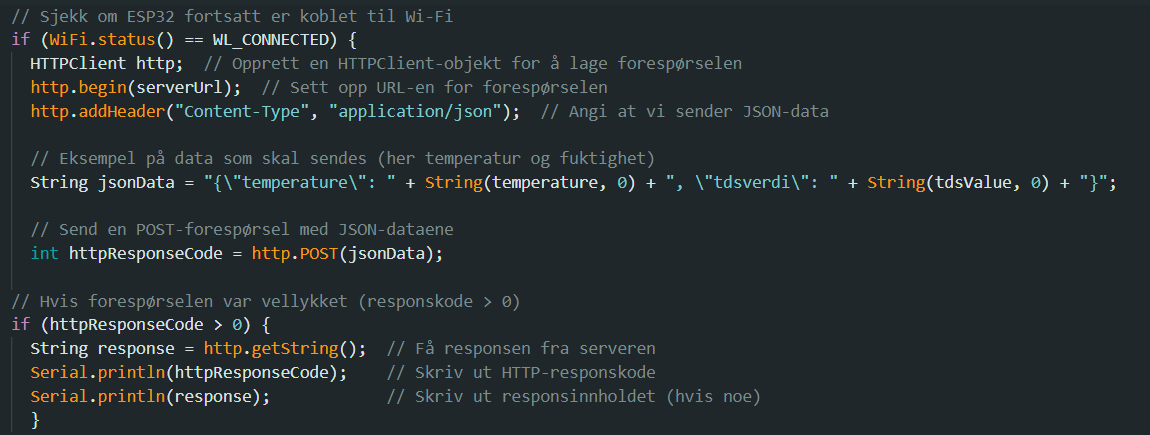 // Sjekk om ESP32 fortsatt er koblet til Wi-Fi
if (WiFi.status() == WL_CONNECTED) {
  HTTPClient http;  // Opprett en HTTPClient-objekt for å lage forespørselen
  http.begin(serverUrl);  // Sett opp URL-en for forespørselen
  http.addHeader("Content-Type", "application/json");  // Angi at vi sender JSON-data
  // Eksempel på data som skal sendes (her temperatur og fuktighet)
  String jsonData = "{\"temperature\": " + String(temperature, 0) + ", \"tdsverdi\": " + String(tdsValue, 0) + "}";
  // Send en POST-forespørsel med JSON-dataene
  int httpResponseCode = http.POST(jsonData);
// Hvis forespørselen var vellykket (responskode > 0)
if (httpResponseCode > 0) {
  String response = http.getString();  // Få responsen fra serveren
  Serial.println(httpResponseCode);    // Skriv ut HTTP-responskode
  Serial.println(response);            // Skriv ut responsinnholdet (hvis noe)
  }